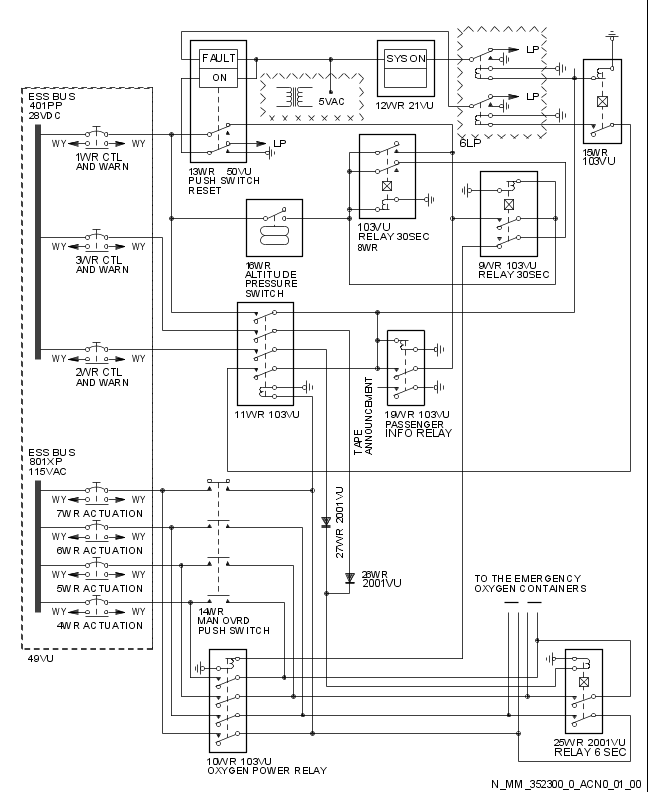 FAULT
ON
SYS ON
LP
LP
5VAC
12WR 21VU
6LP
15WR
103VU
ESS BUS
401PP
28VDC
1WR CTL
AND WARN
WY
WY
LP
13WR 50VU
PUSH SWITCH
RESET
103VU
RELAY 30SEC
8WR
9WR 103VU
RELAY 30SEC
WY
WY
3WR CTL
AND WARN
16WR
ALTITUDE
PRESSURE
SWITCH
WY
WY
2WR CTL
AND WARN
11WR 103VU
TAPE
ANNOUNCEMENT
19WR 103VU
PASSENGER
INFO RELAY
ESS BUS
801XP
115VAC
WY
WY
7WR ACTUATION
WY
WY
6WR ACTUATION
WY
WY
5WR ACTUATION
WY
WY
4WR ACTUATION
49VU
14WR
MAN OVRD
PUSH SWITCH
27WR 2001VU
26WR
2001VU
TO THE EMERGENCY
OXYGEN CONTAINERS
10WR 103VU
OXYGEN POWER RELAY
25WR 2001VU
RELAY 6 SEC
N_MM_352300_0_ACN0_01_00